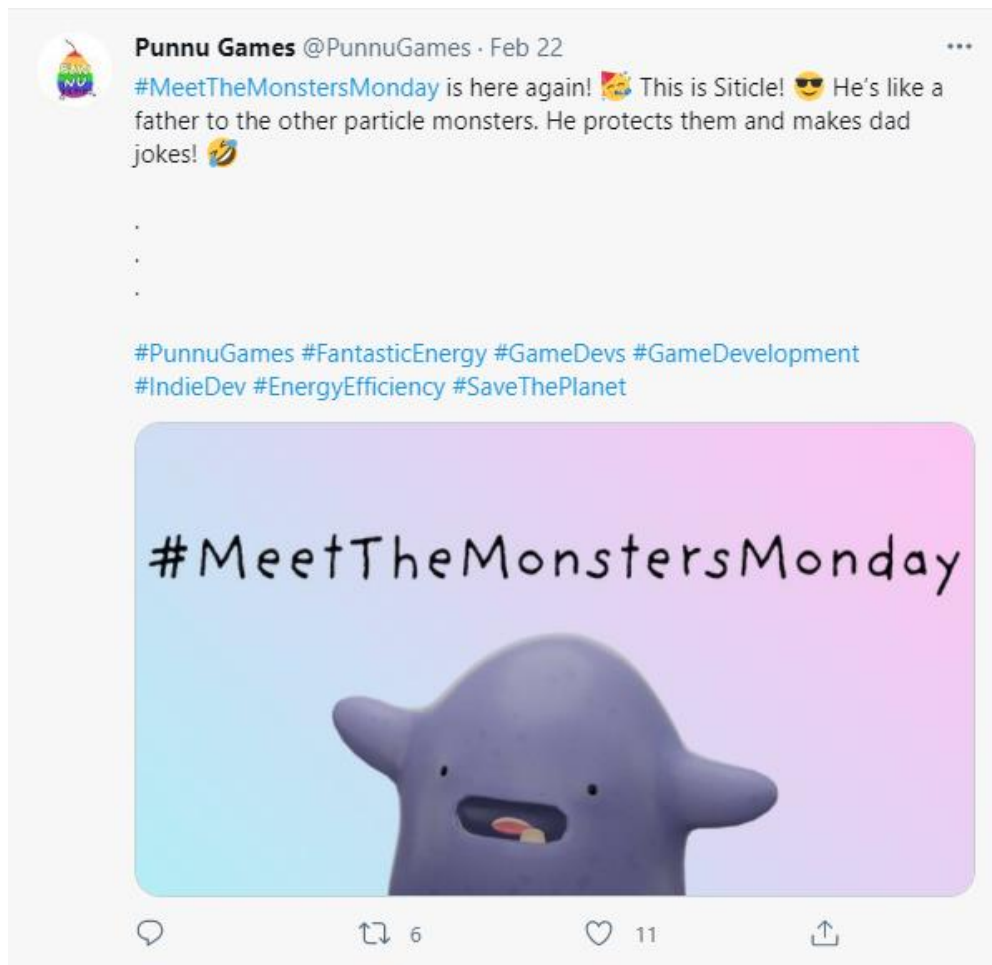 Punnu Games @PunnuGames · Feb 22
#MeetTheMonstersMonday is here again! 🥳 This is Siticle! 😎 He's like a
father to the other particle monsters. He protects them and makes dad
jokes! 🤣
.
.
.
#PunnuGames #FantasticEnergy #GameDevs #GameDevelopment
#IndieDev #EnergyEfficiency #SaveThePlanet
#MeetTheMonstersMonday
6 11